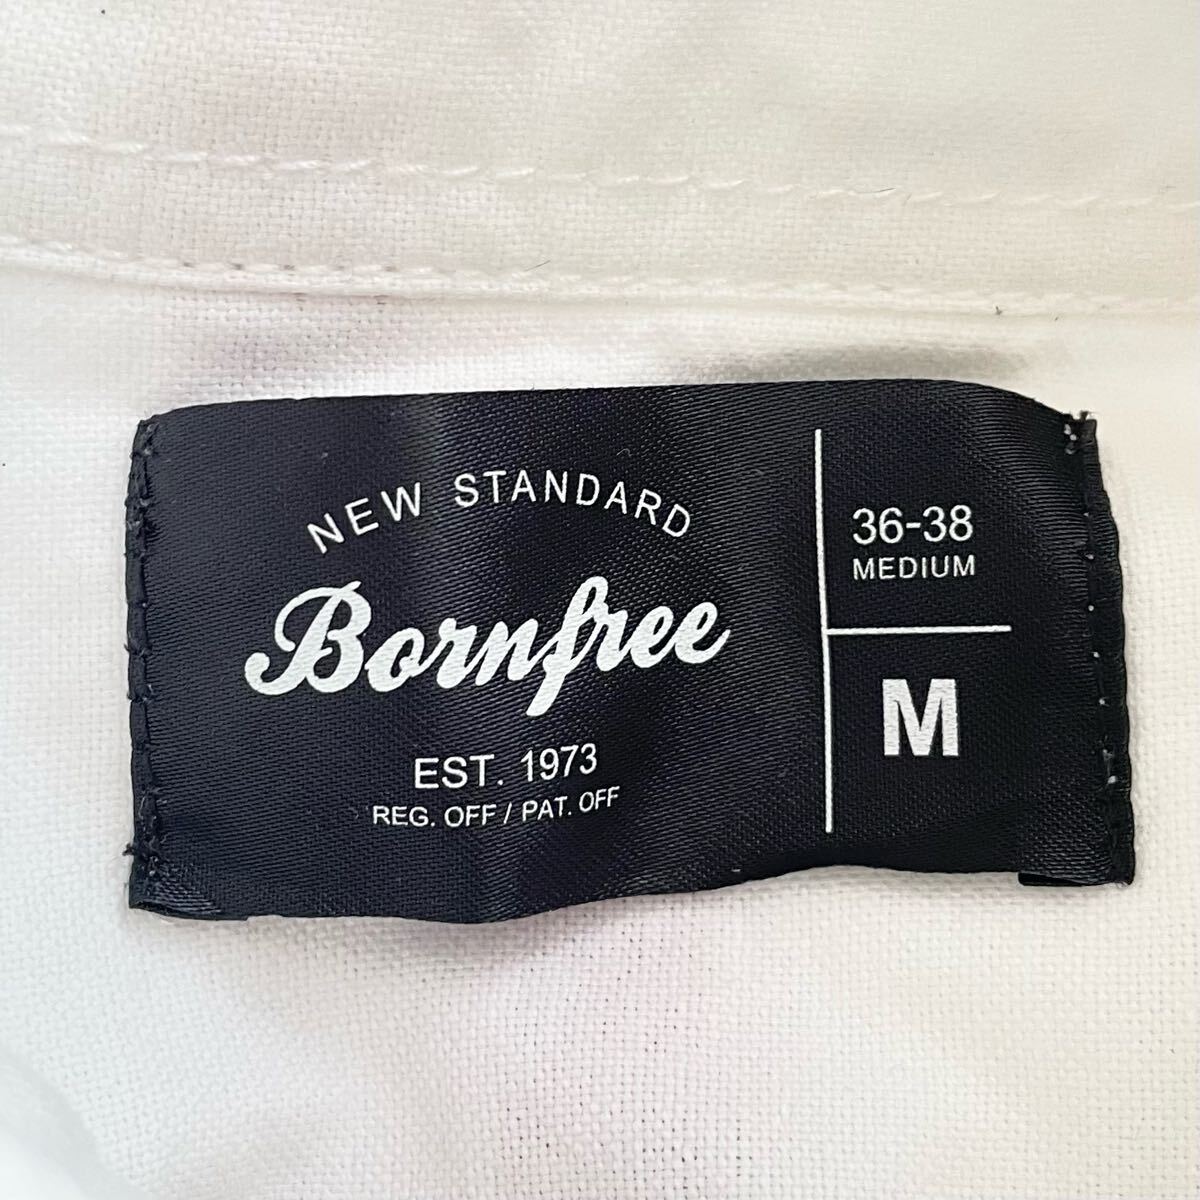 NEW STANDARD
Bornfree
EST. 1973
REG. OFF / PAT. OFF
36-38
MEDIUM
M